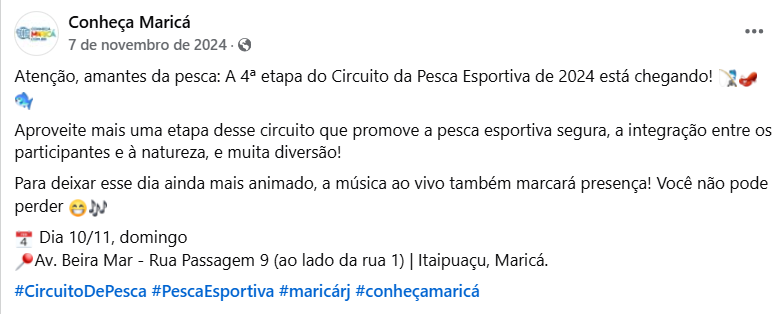 Conheça Maricá
7 de novembro de 2024 ·
Atenção, amantes da pesca: A 4ª etapa do Circuito da Pesca Esportiva de 2024 está chegando! 🎣🦐
🐟
Aproveite mais uma etapa desse circuito que promove a pesca esportiva segura, a integração entre os
participantes e à natureza, e muita diversão!
Para deixar esse dia ainda mais animado, a música ao vivo também marcará presença! Você não pode
perder 😁🎶
📅 Dia 10/11, domingo
📍Av. Beira Mar - Rua Passagem 9 (ao lado da rua 1) | Itaipuaçu, Maricá.
#CircuitoDePesca #PescaEsportiva #maricárj #conheçamaricá